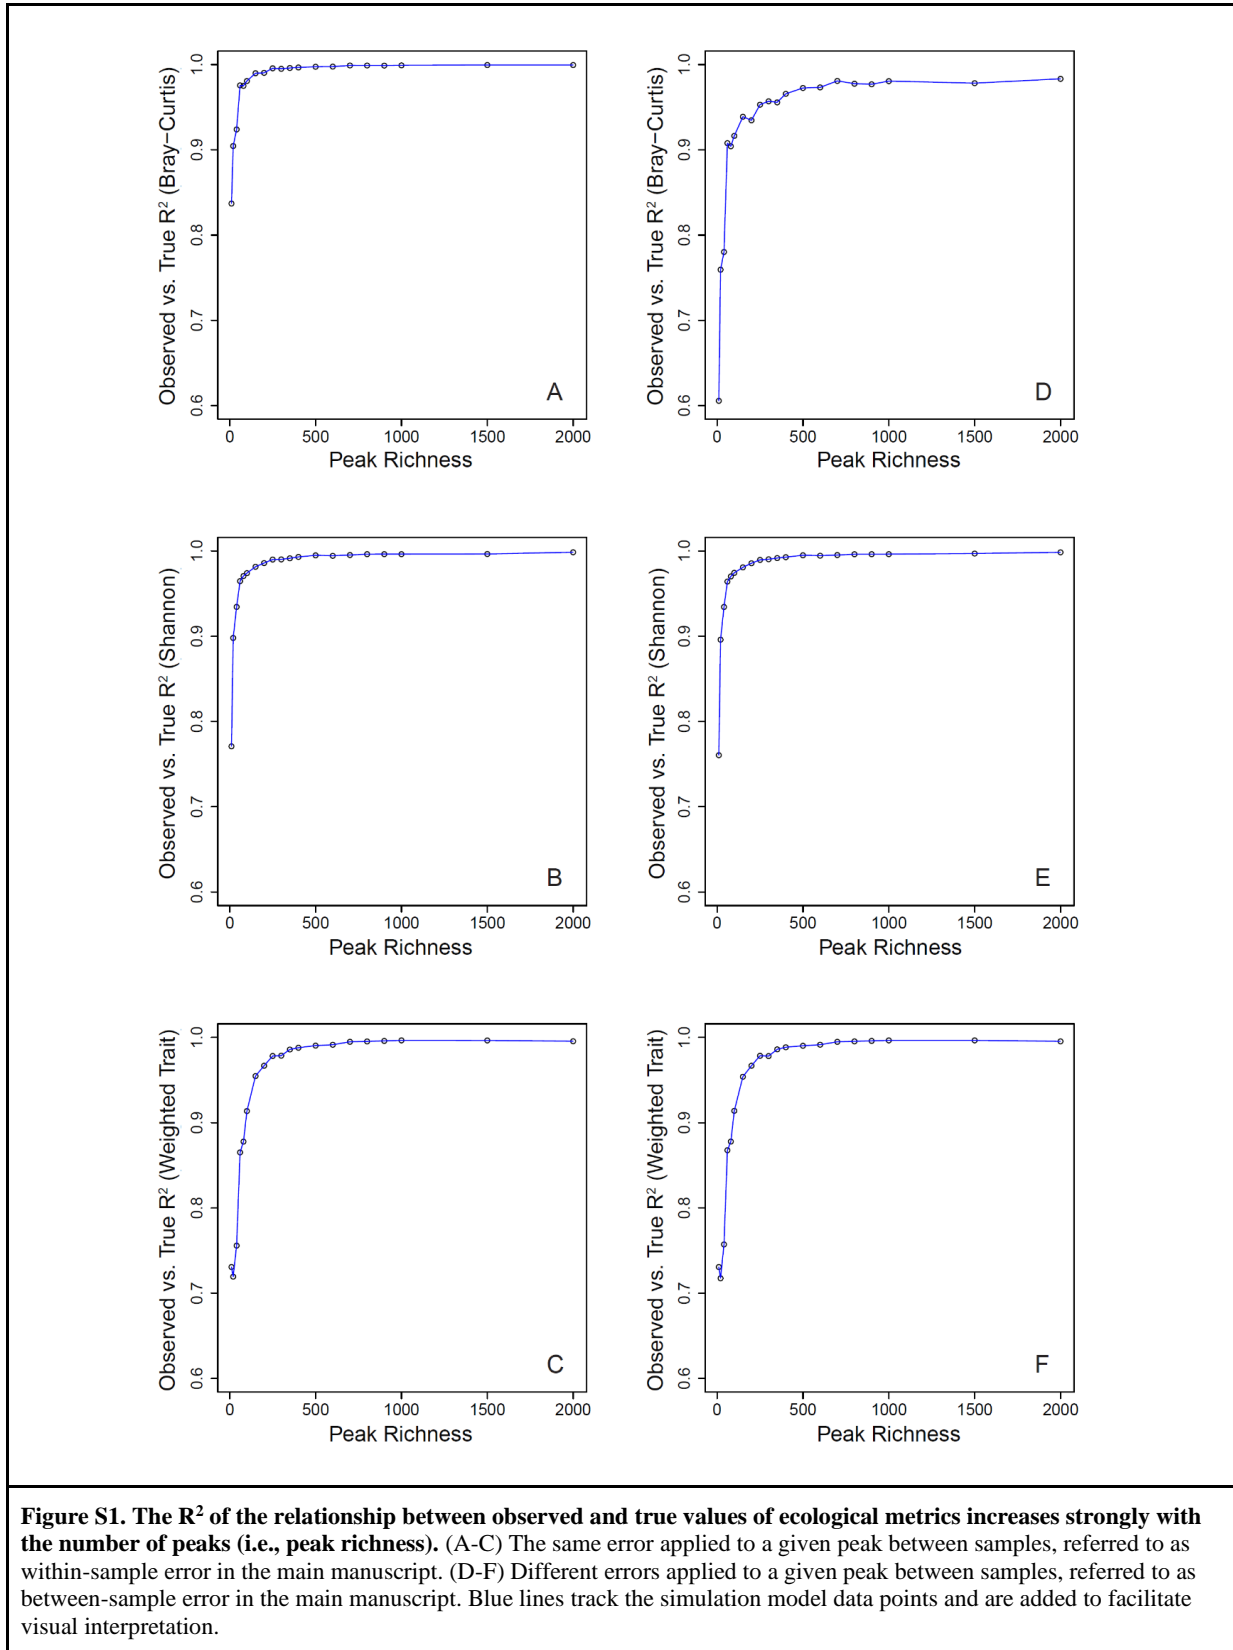 Observed vs. True R² (Bray−Curtis)
1.0
0.9
0.8
0.7
0.6
A
0 500 1000 1500 2000
Peak Richness
Observed vs. True R² (Bray−Curtis)
1.0
0.9
0.8
0.7
0.6
D
0 500 1000 1500 2000
Peak Richness
Observed vs. True R² (Shannon)
1.0
0.9
0.8
0.7
0.6
B
0 500 1000 1500 2000
Peak Richness
Observed vs. True R² (Shannon)
1.0
0.9
0.8
0.7
0.6
E
0 500 1000 1500 2000
Peak Richness
Observed vs. True R² (Weighted Trait)
1.0
0.9
0.8
0.7
0.6
C
0 500 1000 1500 2000
Peak Richness
Observed vs. True R² (Weighted Trait)
1.0
0.9
0.8
0.7
0.6
F
0 500 1000 1500 2000
Peak Richness
Figure S1. The R² of the relationship between observed and true values of ecological metrics increases strongly with
the number of peaks (i.e., peak richness). (A-C) The same error applied to a given peak between samples, referred to as
within-sample error in the main manuscript. (D-F) Different errors applied to a given peak between samples, referred to as
between-sample error in the main manuscript. Blue lines track the simulation model data points and are added to facilitate
visual interpretation.